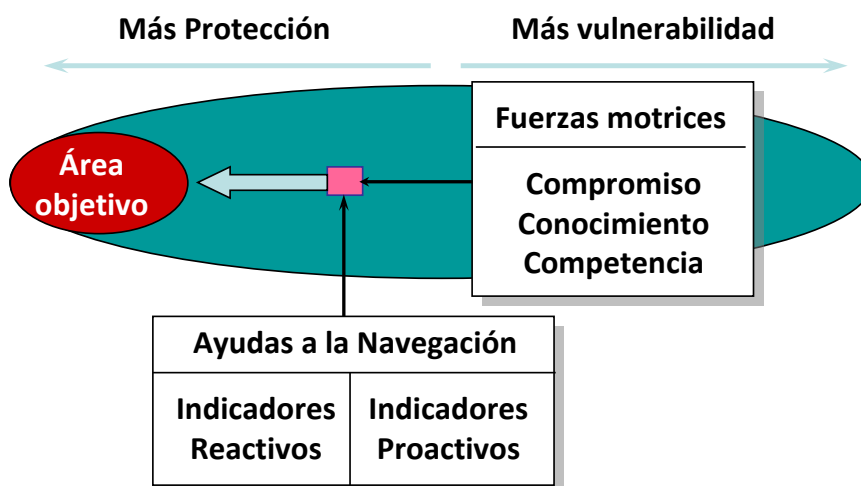 Más Protección
Más vulnerabilidad
Fuerzas motrices
Área
objetivo
Compromiso
Conocimiento
Competencia
Ayudas a la Navegación
Indicadores
Reactivos
Indicadores
Proactivos